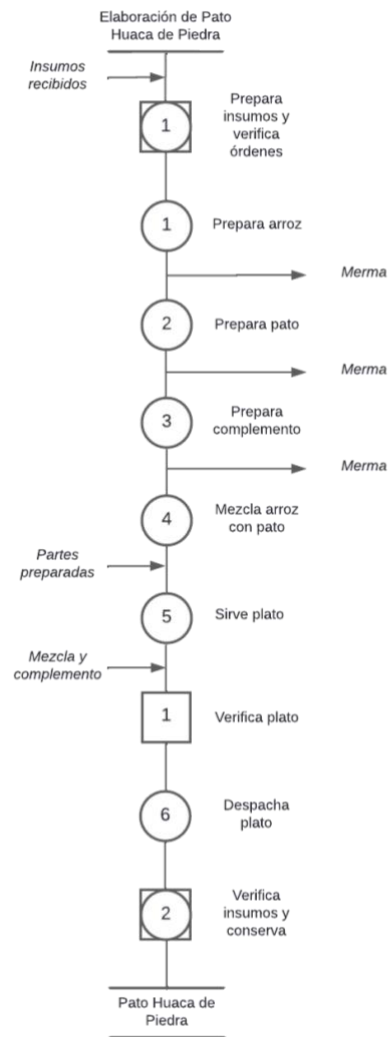 Elaboración de Pato
Huaca de Piedra
Insumos
recibidos
1
Prepara
insumos y
verifica
órdenes
1
Prepara arroz
Merma
2
Prepara pato
Merma
3
Prepara
complemento
Merma
4
Mezcla arroz
con pato
Partes
preparadas
5
Sirve plato
Mezcla y
complemento
1
Verifica plato
6
Despacha
plato
2
Verifica
insumos y
conserva
Pato Huaca de
Piedra